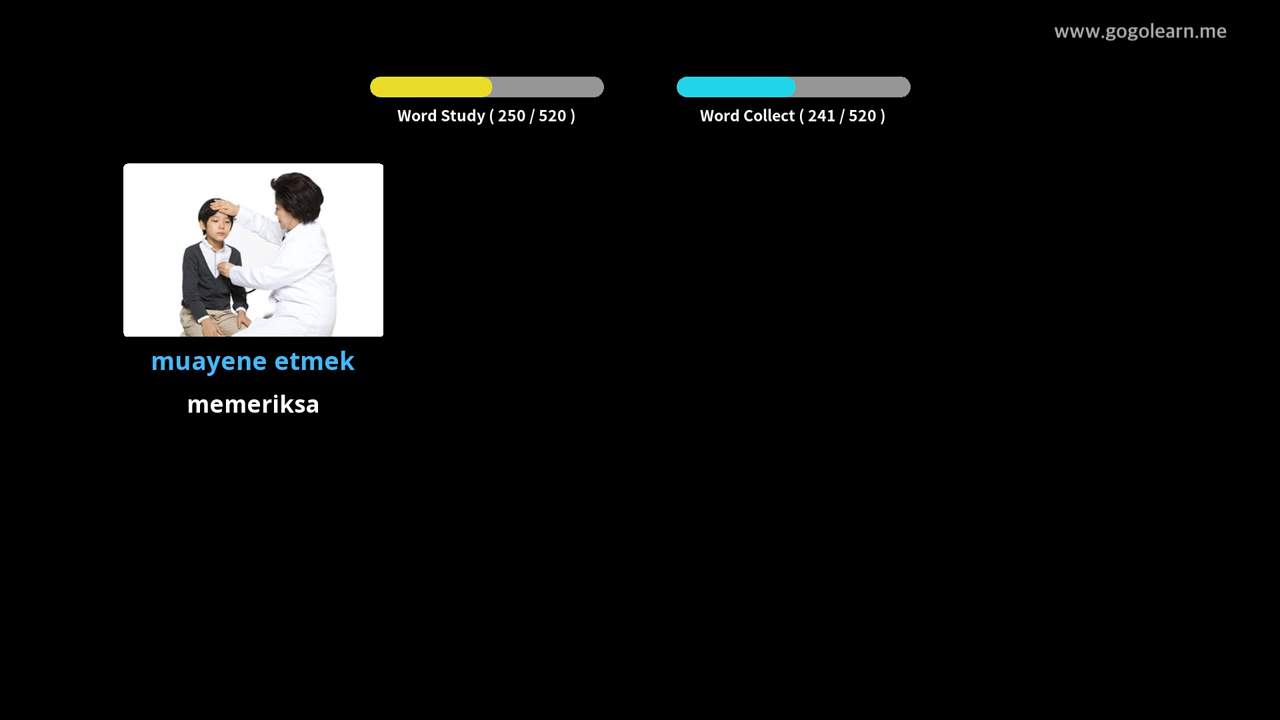 www.gogolearn.me
Word Study ( 250 / 520 )
Word Collect ( 241 / 520 )
muayene etmek
memeriksa